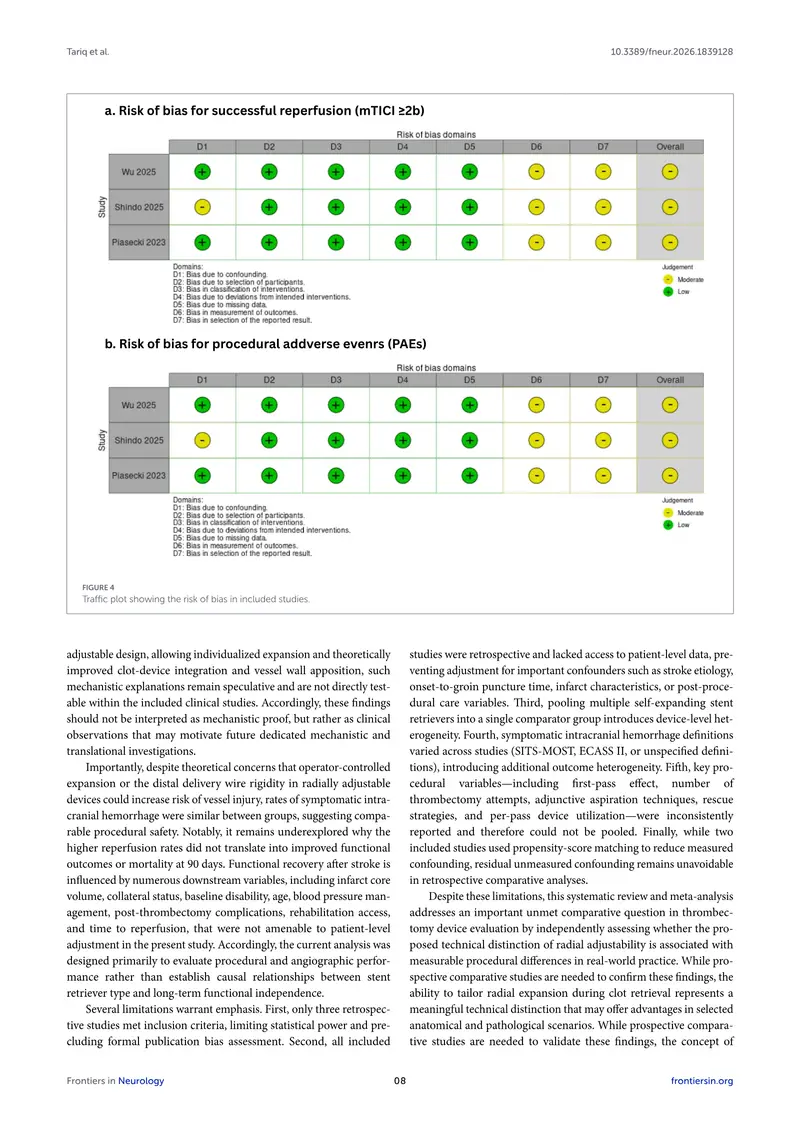 Tariq et al.
10.3389/fneur.2026.1839128
a. Risk of bias for successful reperfusion (mTICI ≥2b)
Risk of bias domains
D1 D2 D3 D4 D5 D6 D7 Overall
Study
Wu 2025 + + + + + - - -
Shindo 2025 - + + + + - - -
Piasecki 2023 + + + + + - - -
Domains:
D1: Bias due to confounding.
D2: Bias due to selection of participants.
D3: Bias in classification of interventions.
D4: Bias due to deviations from intended interventions.
D5: Bias due to missing data.
D6: Bias in measurement of outcomes.
D7: Bias in selection of the reported result.
Judgement
- Moderate
+ Low
b. Risk of bias for procedural addverse evenrs (PAEs)
Risk of bias domains
D1 D2 D3 D4 D5 D6 D7 Overall
Study
Wu 2025 + + + + + - - -
Shindo 2025 - + + + + - - -
Piasecki 2023 + + + + + - - -
Domains:
D1: Bias due to confounding.
D2: Bias due to selection of participants.
D3: Bias in classification of interventions.
D4: Bias due to deviations from intended interventions.
D5: Bias due to missing data.
D6: Bias in measurement of outcomes.
D7: Bias in selection of the reported result.
Judgement
- Moderate
+ Low
FIGURE 4
Traffic plot showing the risk of bias in included studies.
adjustable design, allowing individualized expansion and theoretically
improved clot-device integration and vessel wall apposition, such
mechanistic explanations remain speculative and are not directly test-
able within the included clinical studies. Accordingly, these findings
should not be interpreted as mechanistic proof, but rather as clinical
observations that may motivate future dedicated mechanistic and
translational investigations.
Importantly, despite theoretical concerns that operator-controlled
expansion or the distal delivery wire rigidity in radially adjustable
devices could increase risk of vessel injury, rates of symptomatic intra-
cranial hemorrhage were similar between groups, suggesting compa-
rable procedural safety. Notably, it remains underexplored why the
higher reperfusion rates did not translate into improved functional
outcomes or mortality at 90 days. Functional recovery after stroke is
influenced by numerous downstream variables, including infarct core
volume, collateral status, baseline disability, age, blood pressure man-
agement, post-thrombectomy complications, rehabilitation access,
and time to reperfusion, that were not amenable to patient-level
adjustment in the present study. Accordingly, the current analysis was
designed primarily to evaluate procedural and angiographic perfor-
mance rather than establish causal relationships between stent
retriever type and long-term functional independence.
Several limitations warrant emphasis. First, only three retrospec-
tive studies met inclusion criteria, limiting statistical power and pre-
cluding formal publication bias assessment. Second, all included
studies were retrospective and lacked access to patient-level data, pre-
venting adjustment for important confounders such as stroke etiology,
onset-to-groin puncture time, infarct characteristics, or post-proce-
dural care variables. Third, pooling multiple self-expanding stent
retrievers into a single comparator group introduces device-level het-
erogeneity. Fourth, symptomatic intracranial hemorrhage definitions
varied across studies (SITS-MOST, ECASS II, or unspecified defini-
tions), introducing additional outcome heterogeneity. Fifth, key pro-
cedural variables—including first-pass effect, number of
thrombectomy attempts, adjunctive aspiration techniques, rescue
strategies, and per-pass device utilization—were inconsistently
reported and therefore could not be pooled. Finally, while two
included studies used propensity-score matching to reduce measured
confounding, residual unmeasured confounding remains unavoidable
in retrospective comparative analyses.
Despite these limitations, this systematic review and meta-analysis
addresses an important unmet comparative question in thrombec-
tomy device evaluation by independently assessing whether the pro-
posed technical distinction of radial adjustability is associated with
measurable procedural differences in real-world practice. While pro-
spective comparative studies are needed to confirm these findings, the
ability to tailor radial expansion during clot retrieval represents a
meaningful technical distinction that may offer advantages in selected
anatomical and pathological scenarios. While prospective compara-
tive studies are needed to validate these findings, the concept of
Frontiers in Neurology
08
frontiersin.org